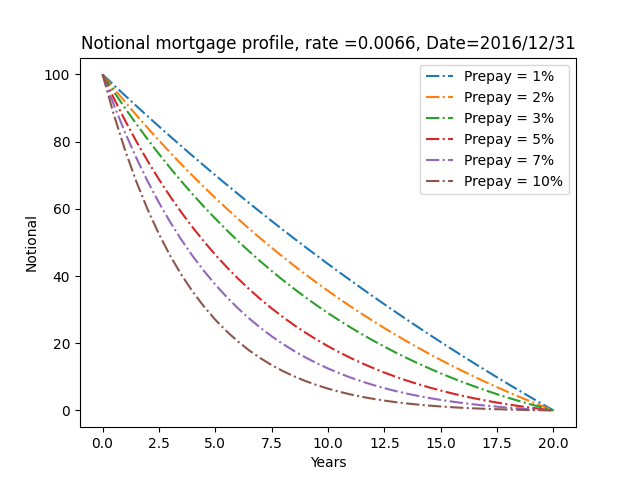 Notional mortgage profile, rate =0.0066, Date=2016/12/31
Prepay = 1%
Prepay = 2%
Prepay = 3%
Prepay = 5%
Prepay = 7%
Prepay = 10%
100
80
60
40
20
0
Notional
0.0 2.5 5.0 7.5 10.0 12.5 15.0 17.5 20.0
Years